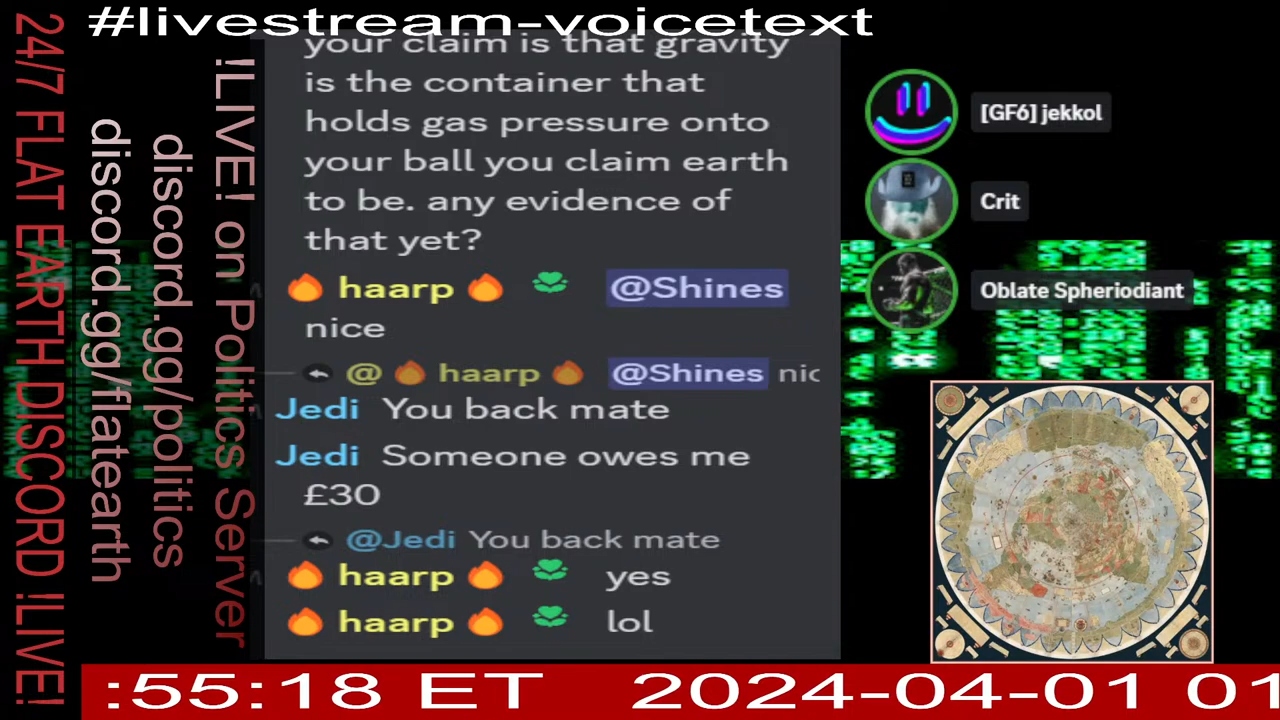 #livestream-voicetext
24/7 FLAT EARTH DISCORD !LIVE!
discord.gg/flatearth
discord.gg/politics
!LIVE! on Politics Server
your claim is that gravity
is the container that
holds gas pressure onto
your ball you claim earth
to be. any evidence of
that yet?
haarp @Shines
nice
@ haarp @Shines nic
Jedi You back mate
Jedi Someone owes me
£30
@Jedi You back mate
haarp yes
haarp lol
[GF6] jekkol
Crit
Oblate Spheriodiant
:55:18 ET 2024-04-01 01